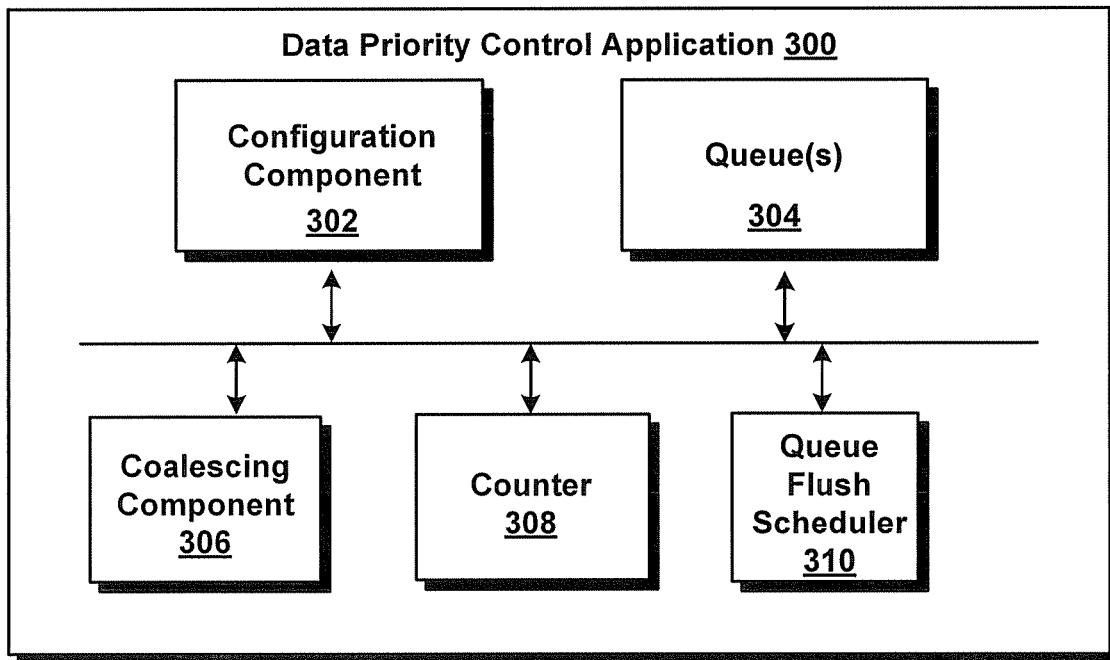 Data Priority Control Application 300
Configuration
Component
302
Queue(s)
304
Coalescing
Component
306
Counter
308
Queue
Flush
Scheduler
310